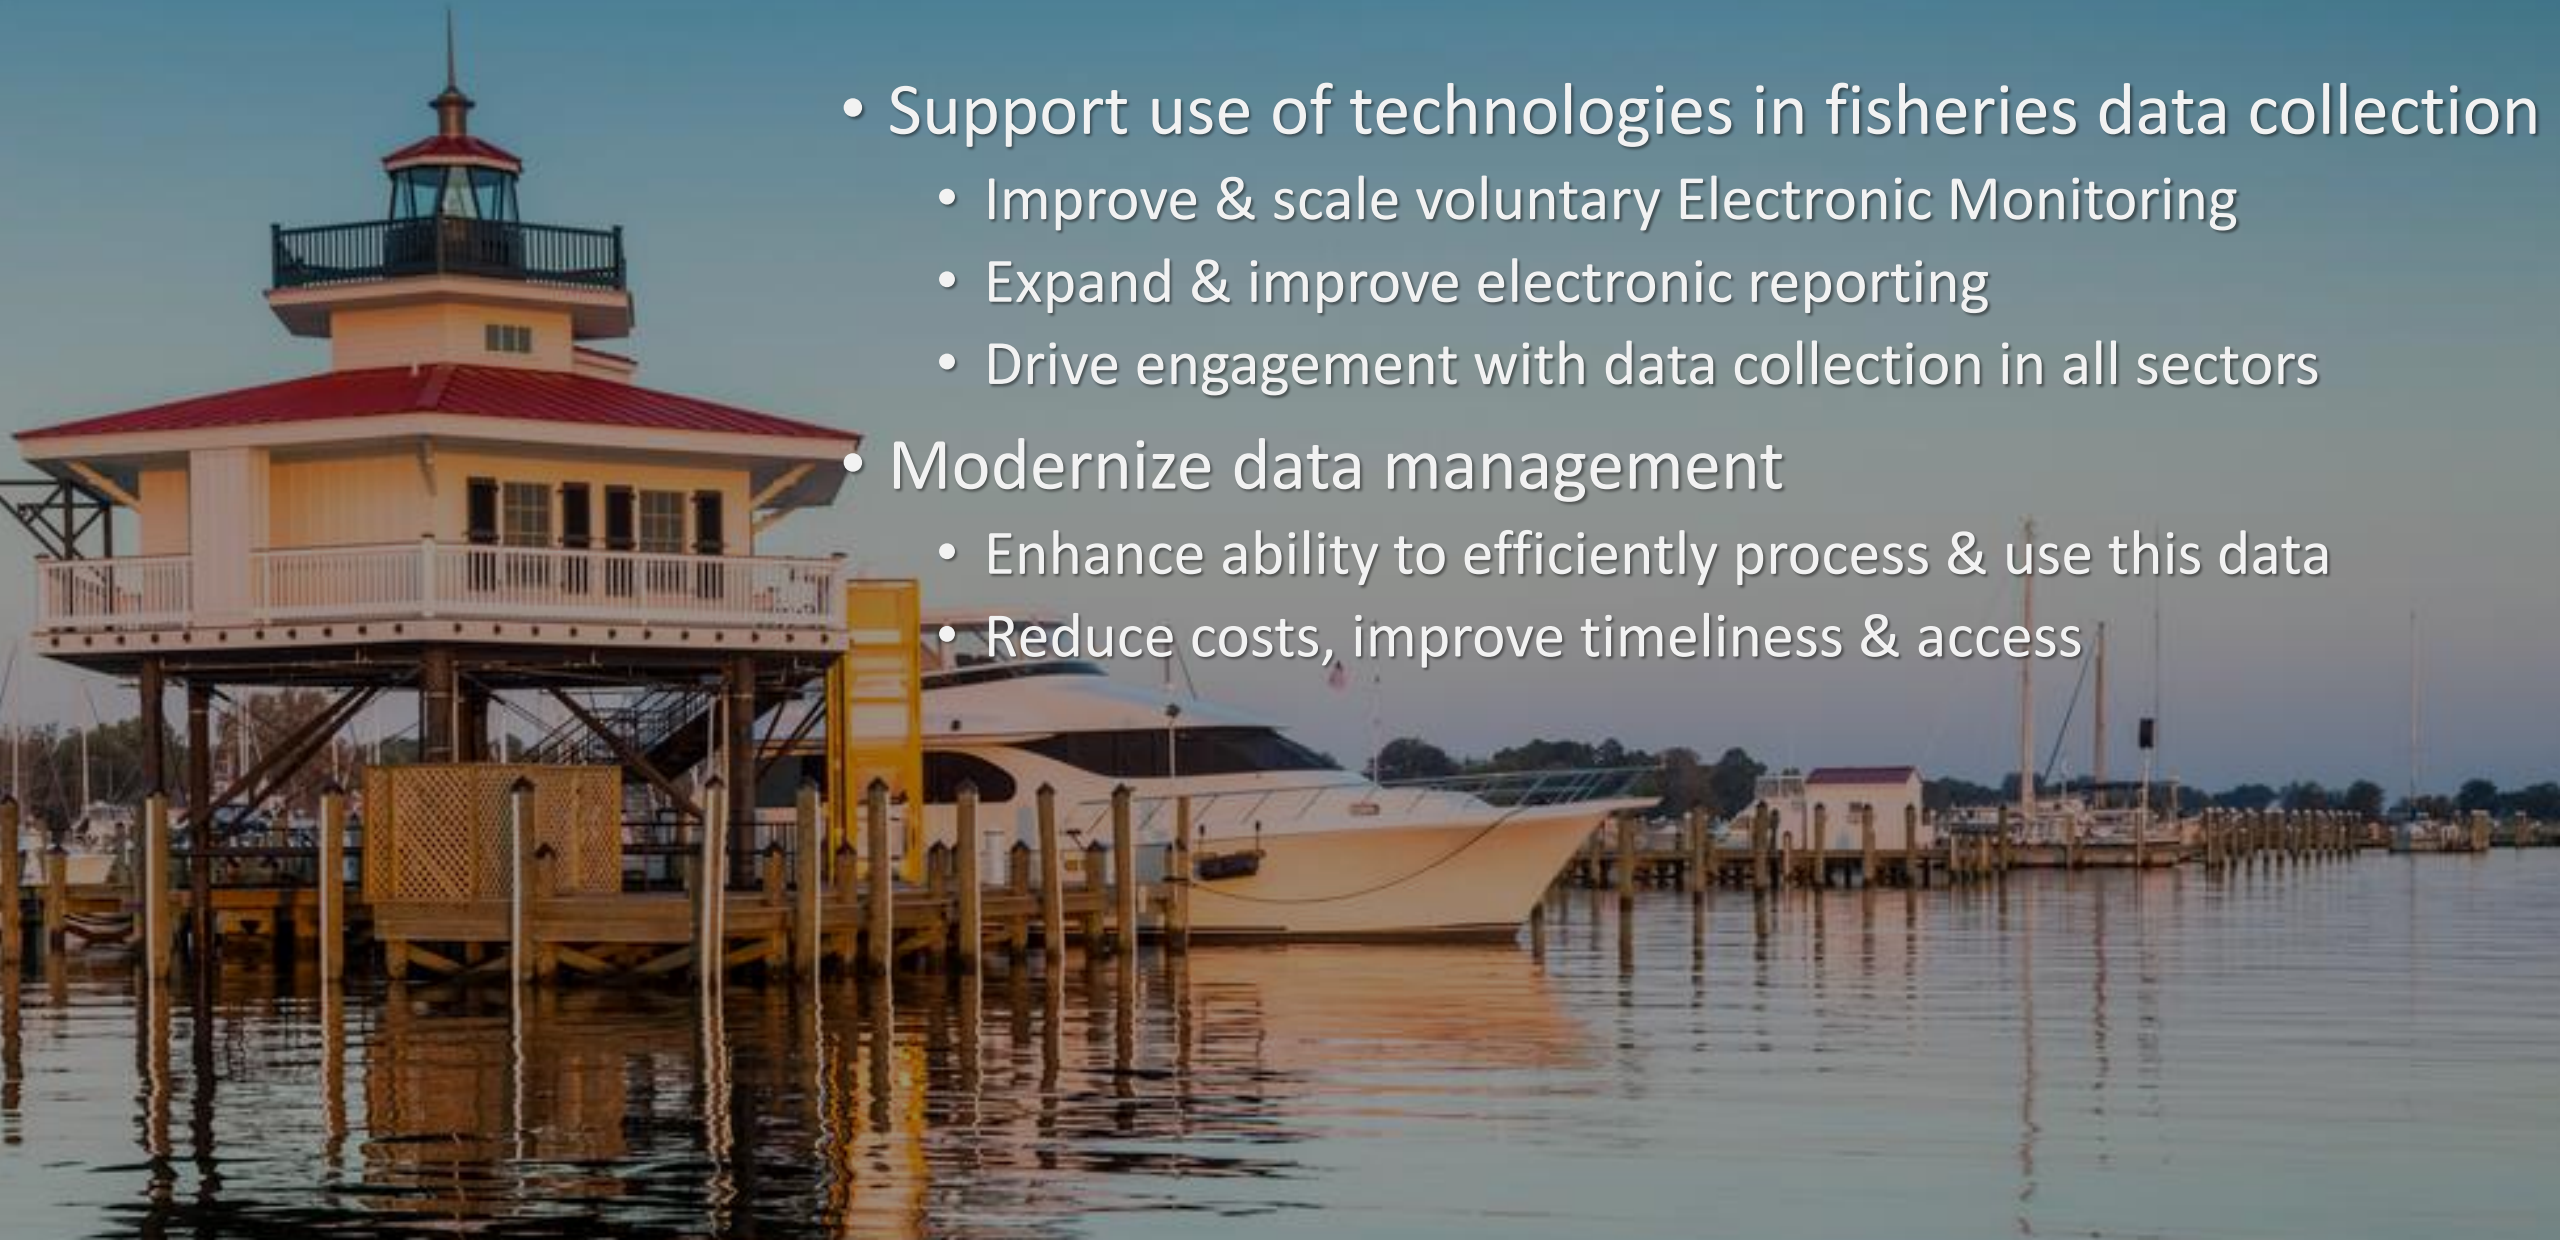 • Support use of technologies in fisheries data collection
• Improve & scale voluntary Electronic Monitoring
• Expand & improve electronic reporting
• Drive engagement with data collection in all sectors
• Modernize data management
• Enhance ability to efficiently process & use this data
• Reduce costs, improve timeliness & access